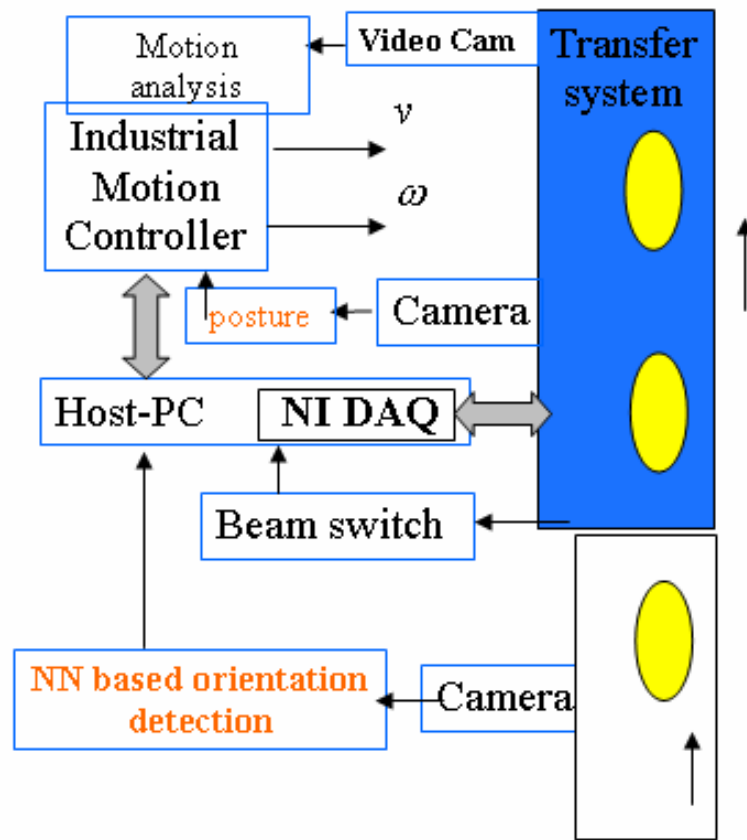 Motion
analysis
Video Cam
Transfer
system
Industrial
Motion
Controller
v
ω
posture
Camera
Host-PC
NI DAQ
Beam switch
NN based orientation
detection
Camera